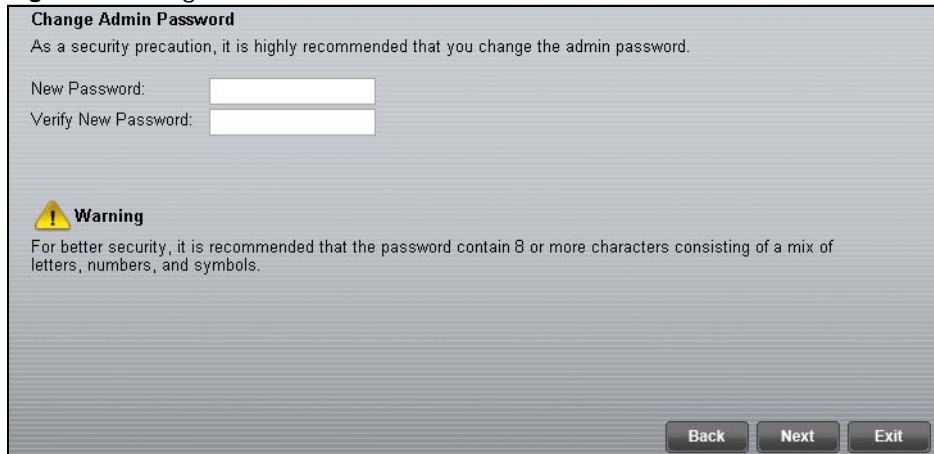 Change Admin Password
As a security precaution, it is highly recommended that you change the admin password.
New Password:
Verify New Password:
Warning
For better security, it is recommended that the password contain 8 or more characters consisting of a mix of
letters, numbers, and symbols.
Back Next Exit